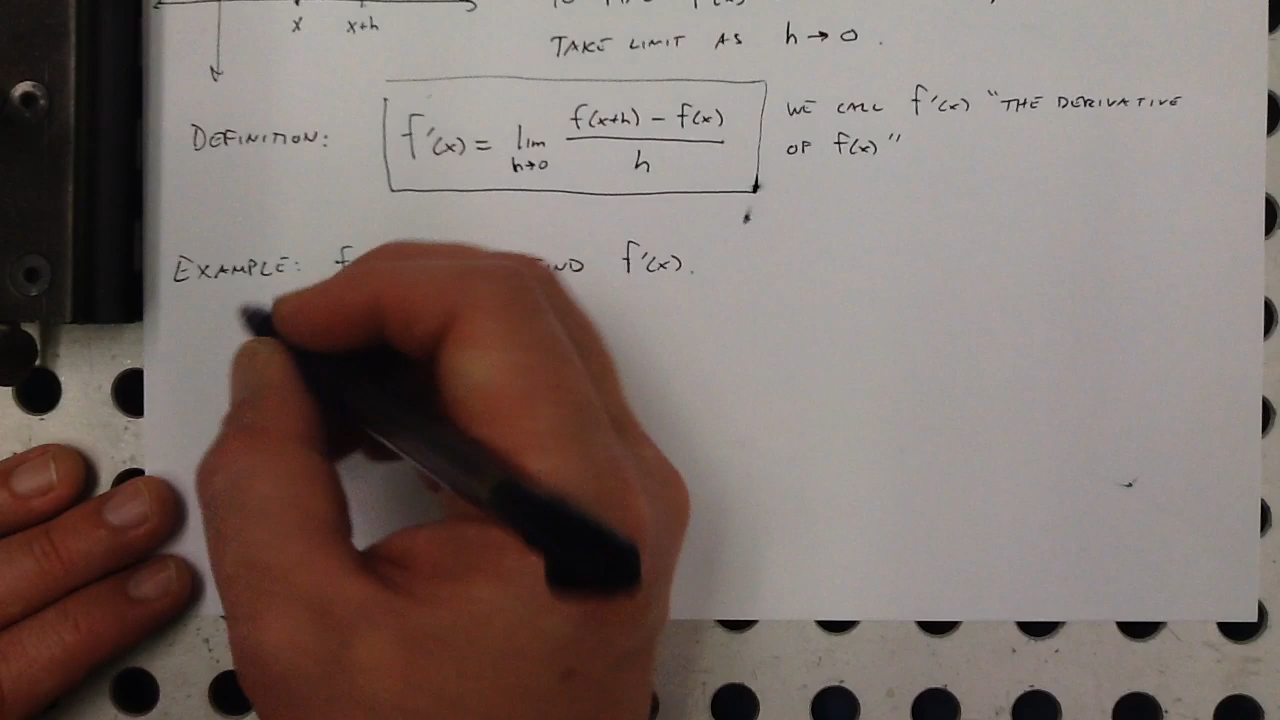 x x+h
TAKE LIMIT AS h→0.
DEFINITION: f'(x) = lim h→0 f(x+h) - f(x) / h WE CALL f'(x) "THE DERIVATIVE
OF f(x)"
EXAMPLE: f'(x).